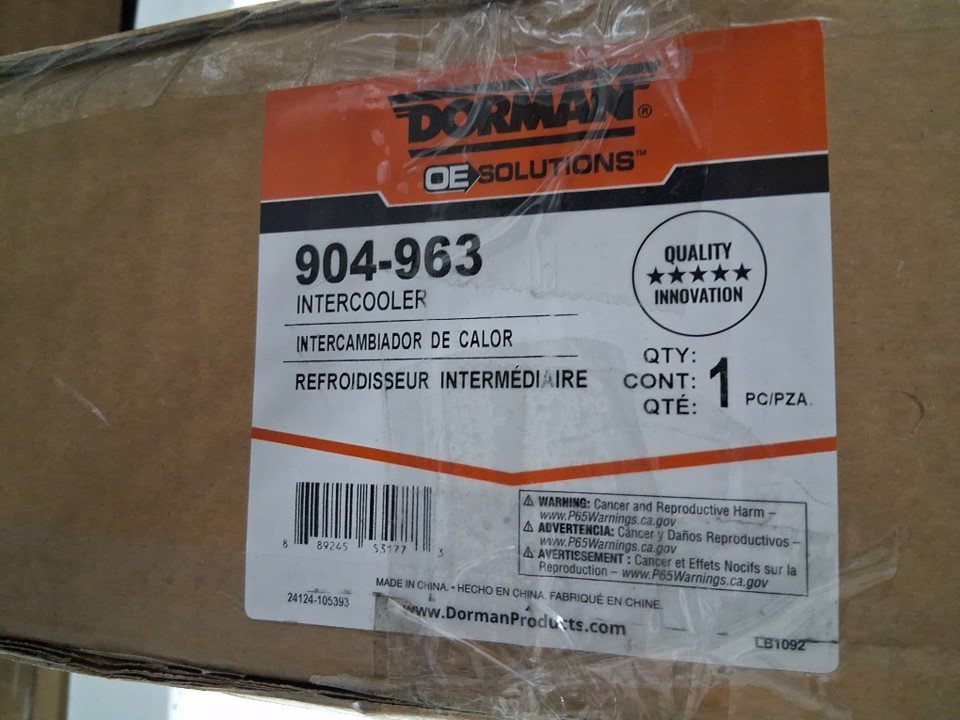 DORMAN®
OE SOLUTIONS™
904-963
INTERCOOLER
INTERCAMBIADOR DE CALOR
REFROIDISSEUR INTERMÉDIAIRE
QUALITY
★★★★★
INNOVATION
QTY:
CONT: 1 PC/PZA.
QTÉ:
8 89245 53177 3
⚠ WARNING: Cancer and Reproductive Harm –
www.P65Warnings.ca.gov
⚠ ADVERTENCIA: Cáncer y Daños Reproductivos –
www.P65Warnings.ca.gov
⚠ AVERTISSEMENT : Cancer et Effets Nocifs sur la
Reproduction – www.P65Warnings.ca.gov
MADE IN CHINA. • HECHO EN CHINA. FABRIQUÉ EN CHINE.
24124-105393
www.DormanProducts.com
LB1092